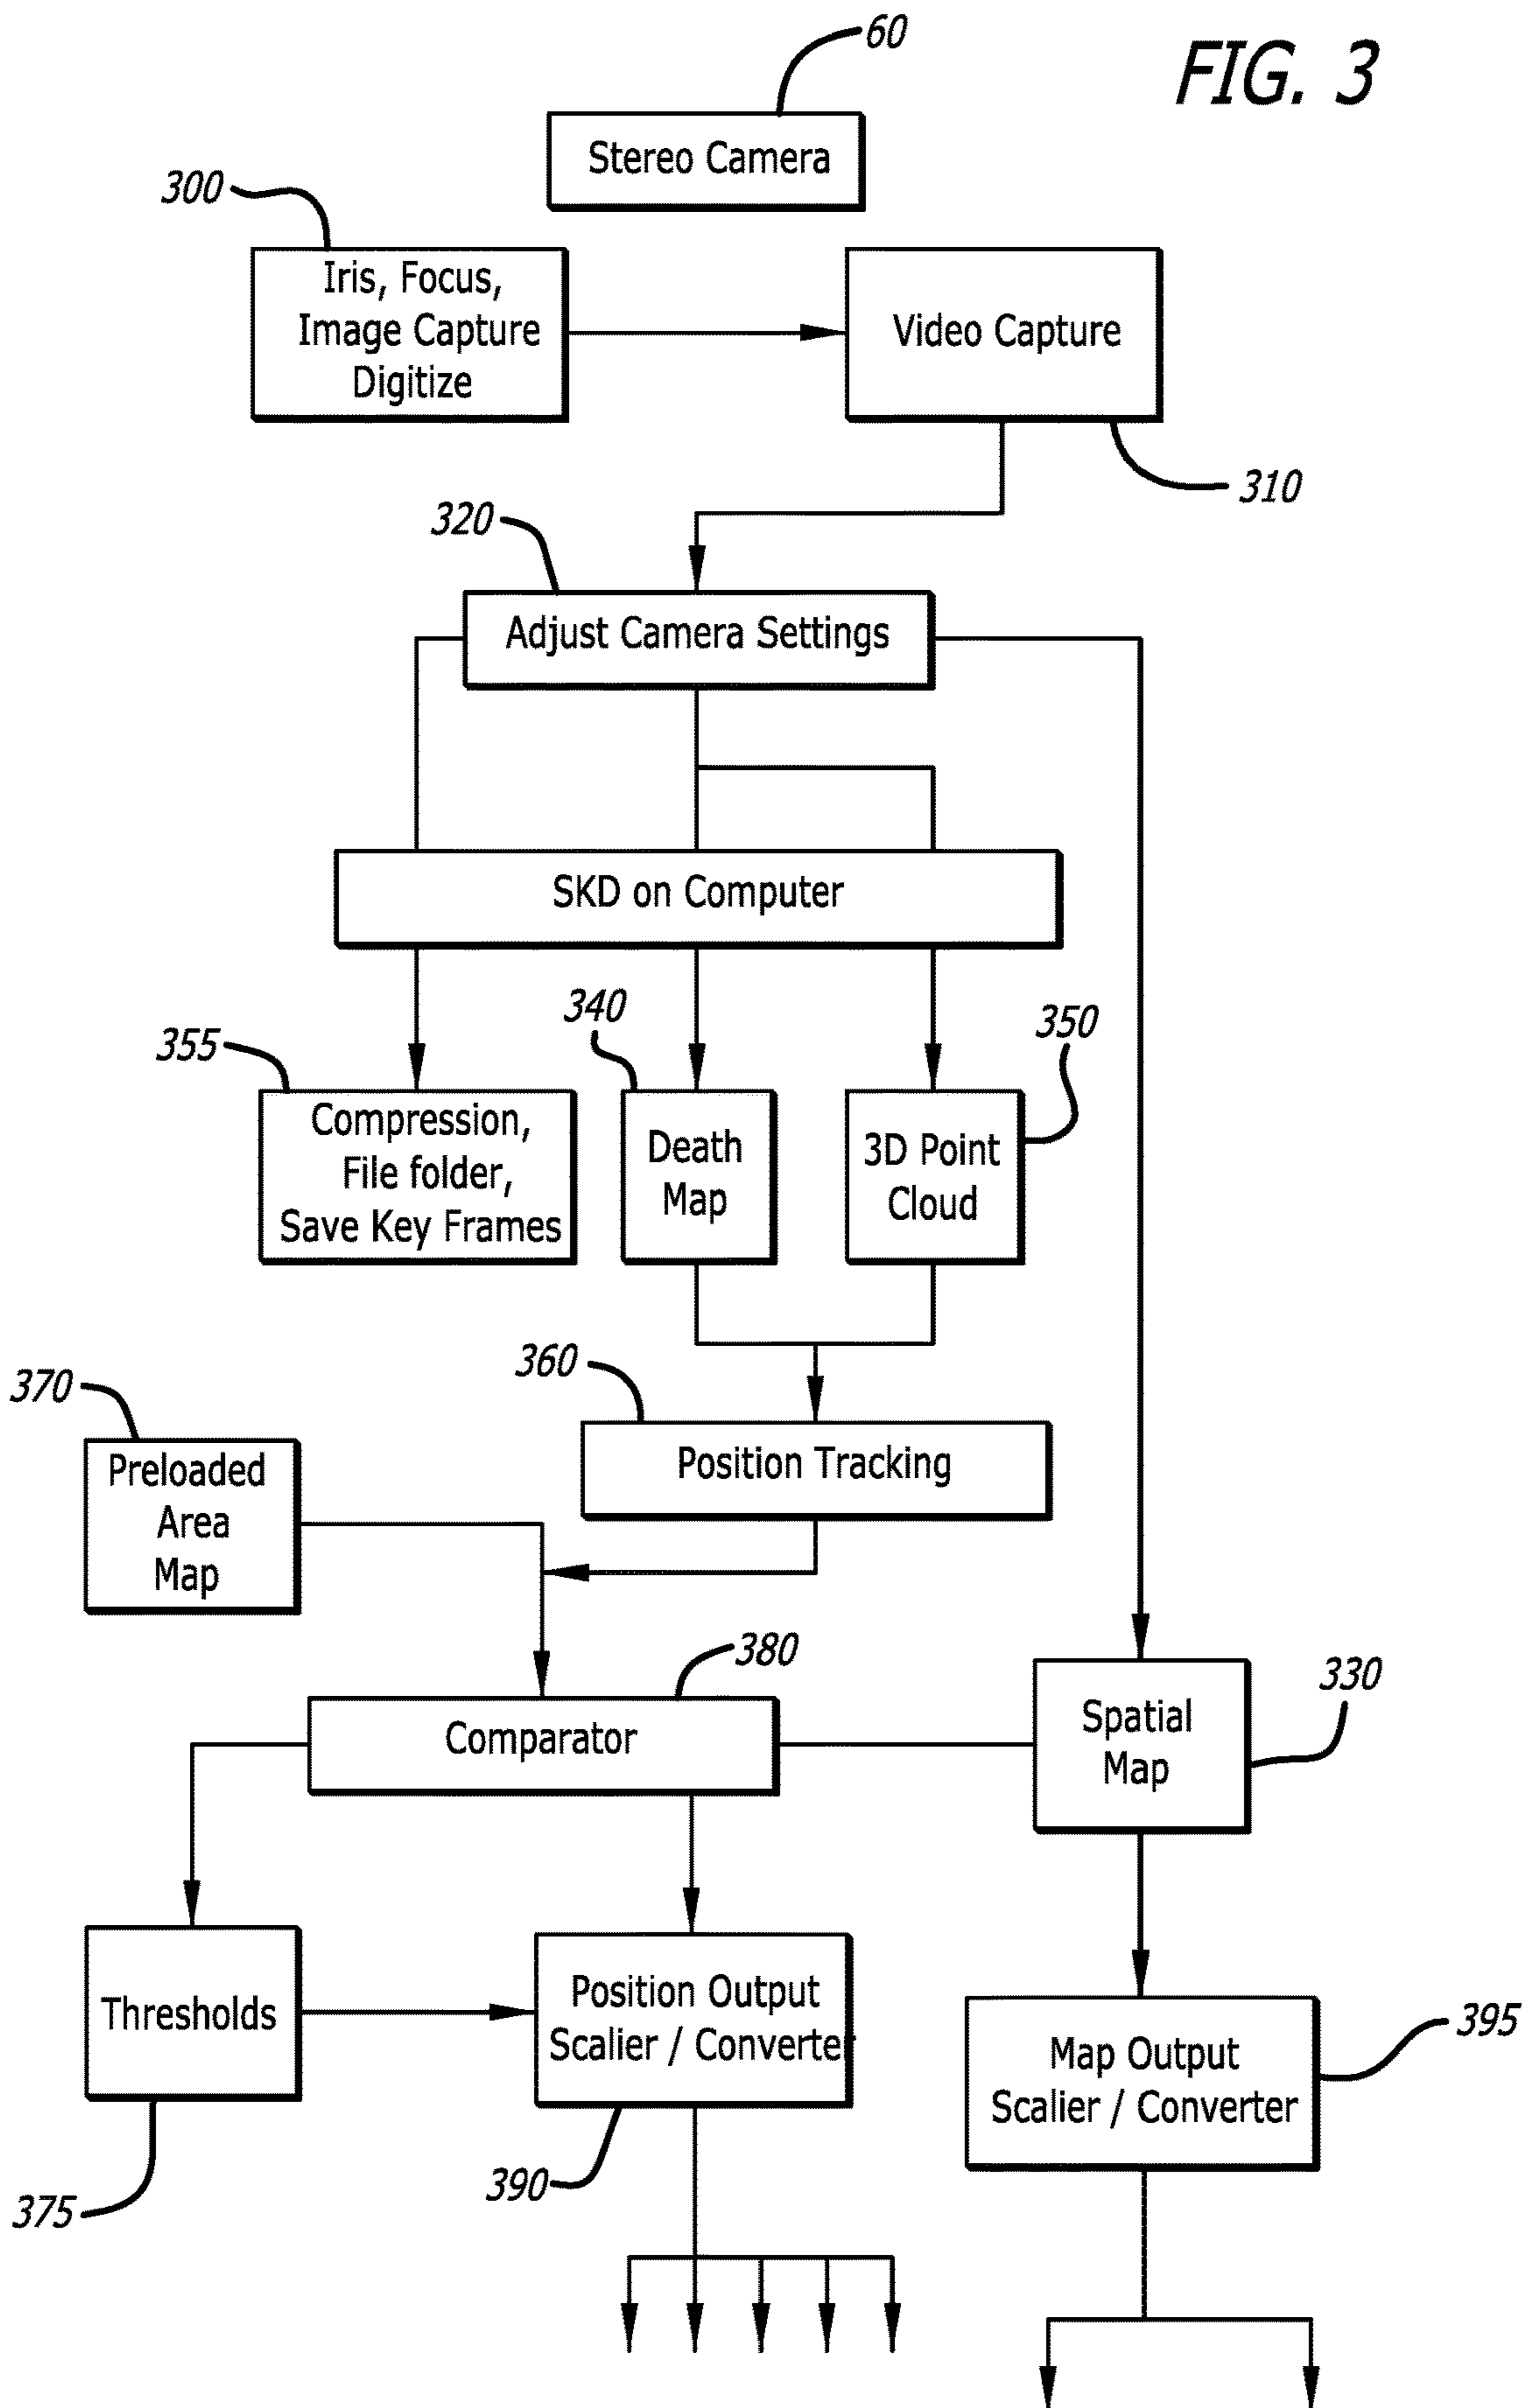 60
FIG. 3
Stereo Camera
300
Iris, Focus,
Image Capture
Digitize
Video Capture
310
320
Adjust Camera Settings
SKD on Computer
340
350
355
Compression,
File folder,
Save Key Frames
Death
Map
3D Point
Cloud
360
370
Preloaded
Area
Map
Position Tracking
380
330
Comparator
Spatial
Map
Thresholds
Position Output
Scalier / Converter
395
Map Output
Scalier / Converter
390
375